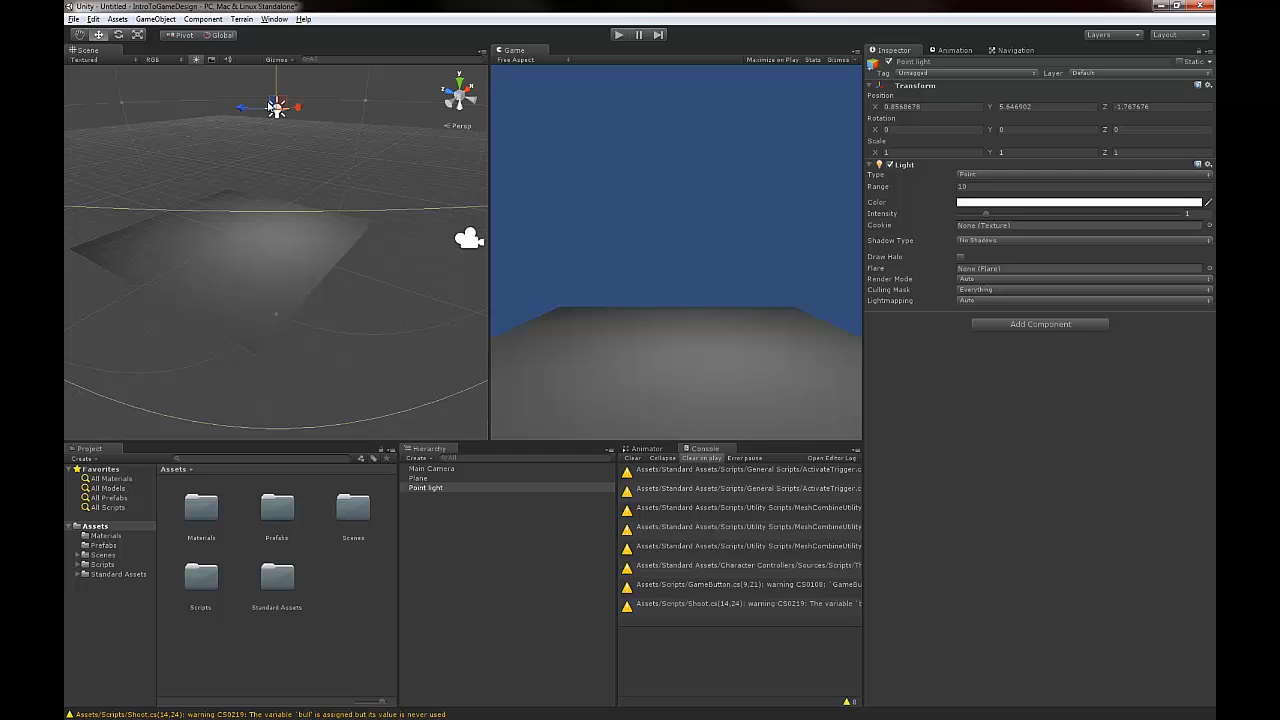 Unity - Untitled - IntroToGameDesign - PC, Mac & Linux Standalone*
File Edit Assets GameObject Component Terrain Window Help
Pivot Global Layers Layout
Scene
Textured RGB Gizmos All
y
z x
Persp
Game
Free Aspect Maximize on Play Stats Gizmos
Inspector Animation Navigation
Point light Static
Tag Untagged Layer Default
Transform
Position
X 0.8568678 Y 5.646902 Z -1.767676
Rotation
X 0 Y 0 Z 0
Scale
X 1 Y 1 Z 1
Light
Type Point
Range 10
Color
Intensity 1
Cookie None (Texture)
Shadow Type No Shadows
Draw Halo
Flare None (Flare)
Render Mode Auto
Culling Mask Everything
Lightmapping Auto
Add Component
Project
Create
Favorites
All Materials
All Models
All Prefabs
All Scripts
Assets
Materials
Prefabs
Scenes
Scripts
Standard Assets
Assets
Materials Prefabs Scenes
Scripts Standard Assets
Hierarchy
Create All
Main Camera
Plane
Point light
Animator Console
Clear Collapse Clear on play Error pause Open Editor Log
Assets/Standard Assets/Scripts/General Scripts/ActivateTrigger.c
Assets/Standard Assets/Scripts/General Scripts/ActivateTrigger.c
Assets/Standard Assets/Scripts/Utility Scripts/MeshCombineUtility
Assets/Standard Assets/Scripts/Utility Scripts/MeshCombineUtility
Assets/Standard Assets/Scripts/Utility Scripts/MeshCombineUtility
Assets/Standard Assets/Character Controllers/Sources/Scripts/Th
Assets/Scripts/GameButton.cs(9,21): warning CS0108: `GameBu
Assets/Scripts/Shoot.cs(14,24): warning CS0219: The variable `b
Assets/Scripts/Shoot.cs(14,24): warning CS0219: The variable `bull' is assigned but its value is never used